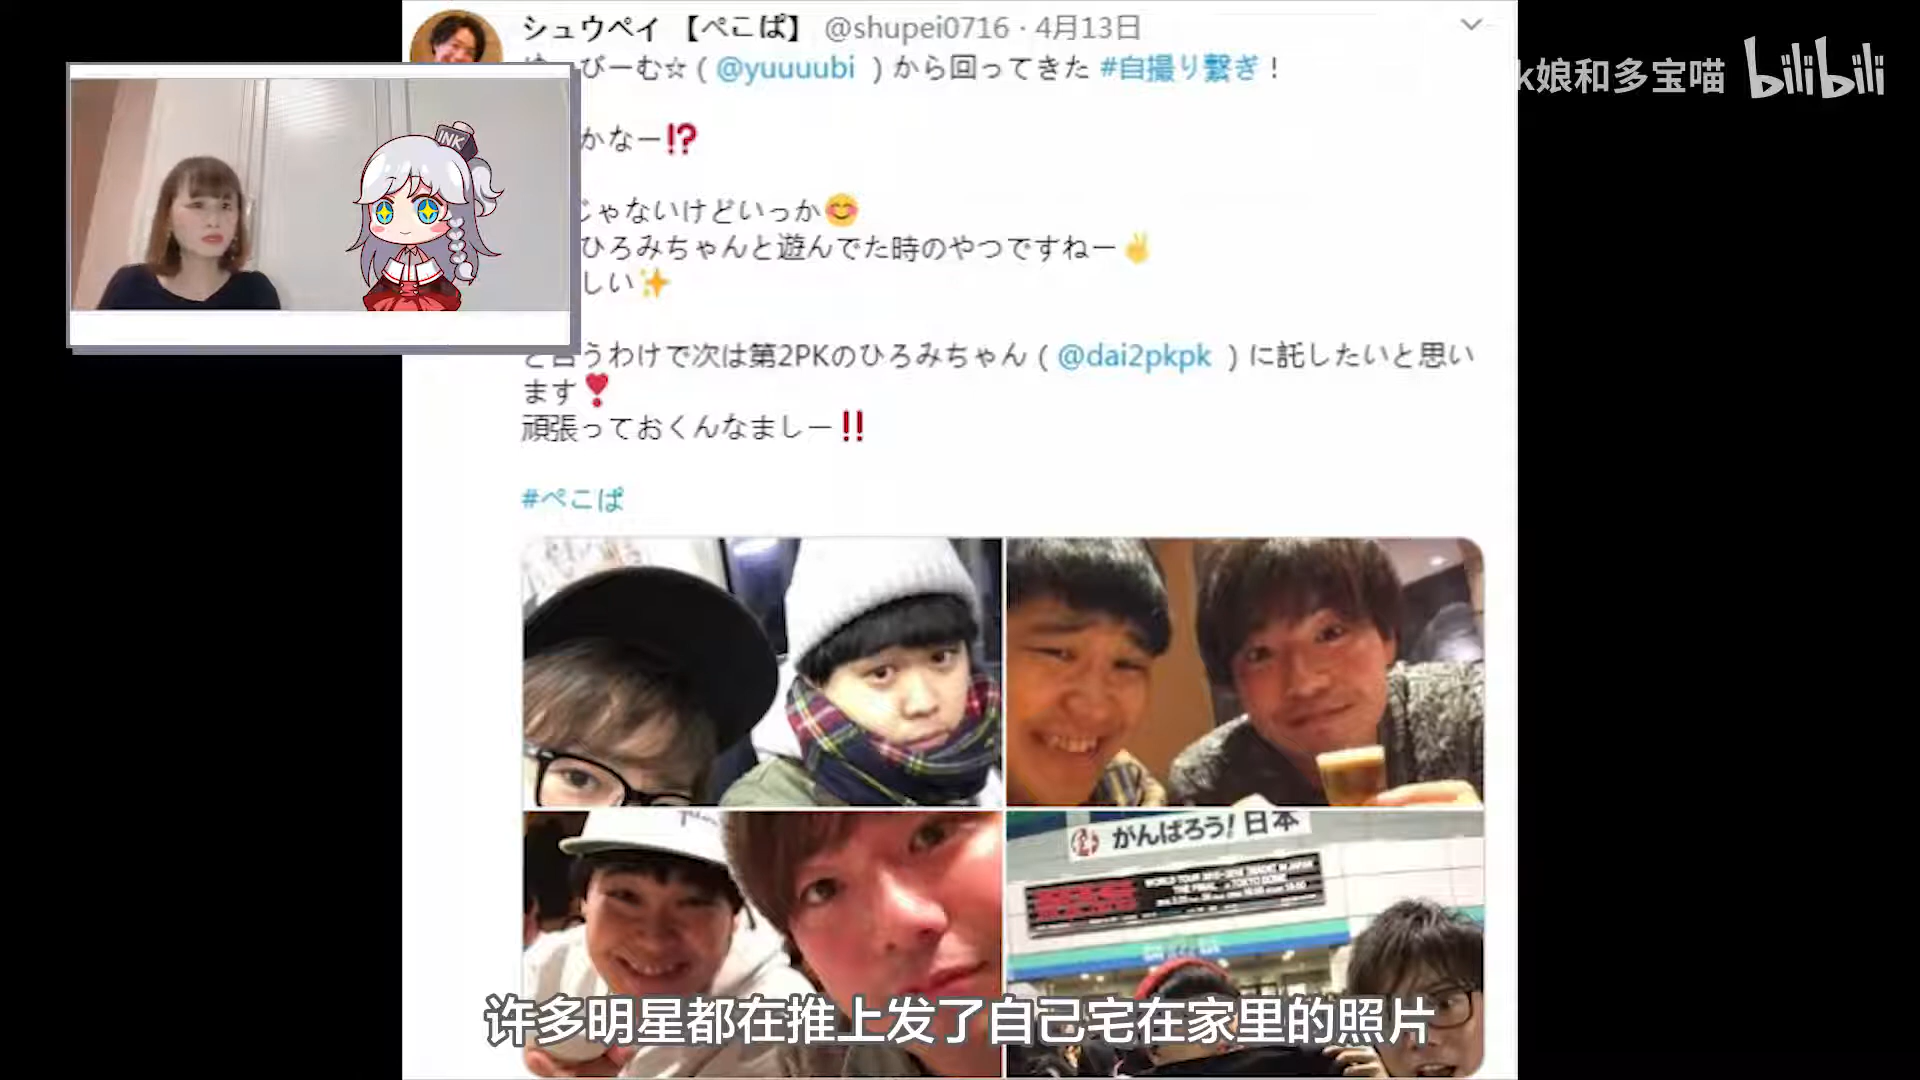 シュウペイ 【ぺこぱ】 @shupei0716 · 4月13日
びーむ☆ ( @yuuuubi ) から回ってきた #自撮り繋ぎ !
k娘和多宝喵 bilibili
かなー⁉
INK
じゃないけどいっか😊
ひろみちゃんと遊んでた時のやつですねー✌
しい✨
と言うわけで次は第2PKのひろみちゃん ( @dai2pkpk ) に託したいと思い
ます❣
頑張っておくんなましー‼
#ぺこぱ
がんばろう! 日本
THE FINAL
许多明星都在推上发了自己宅在家里的照片